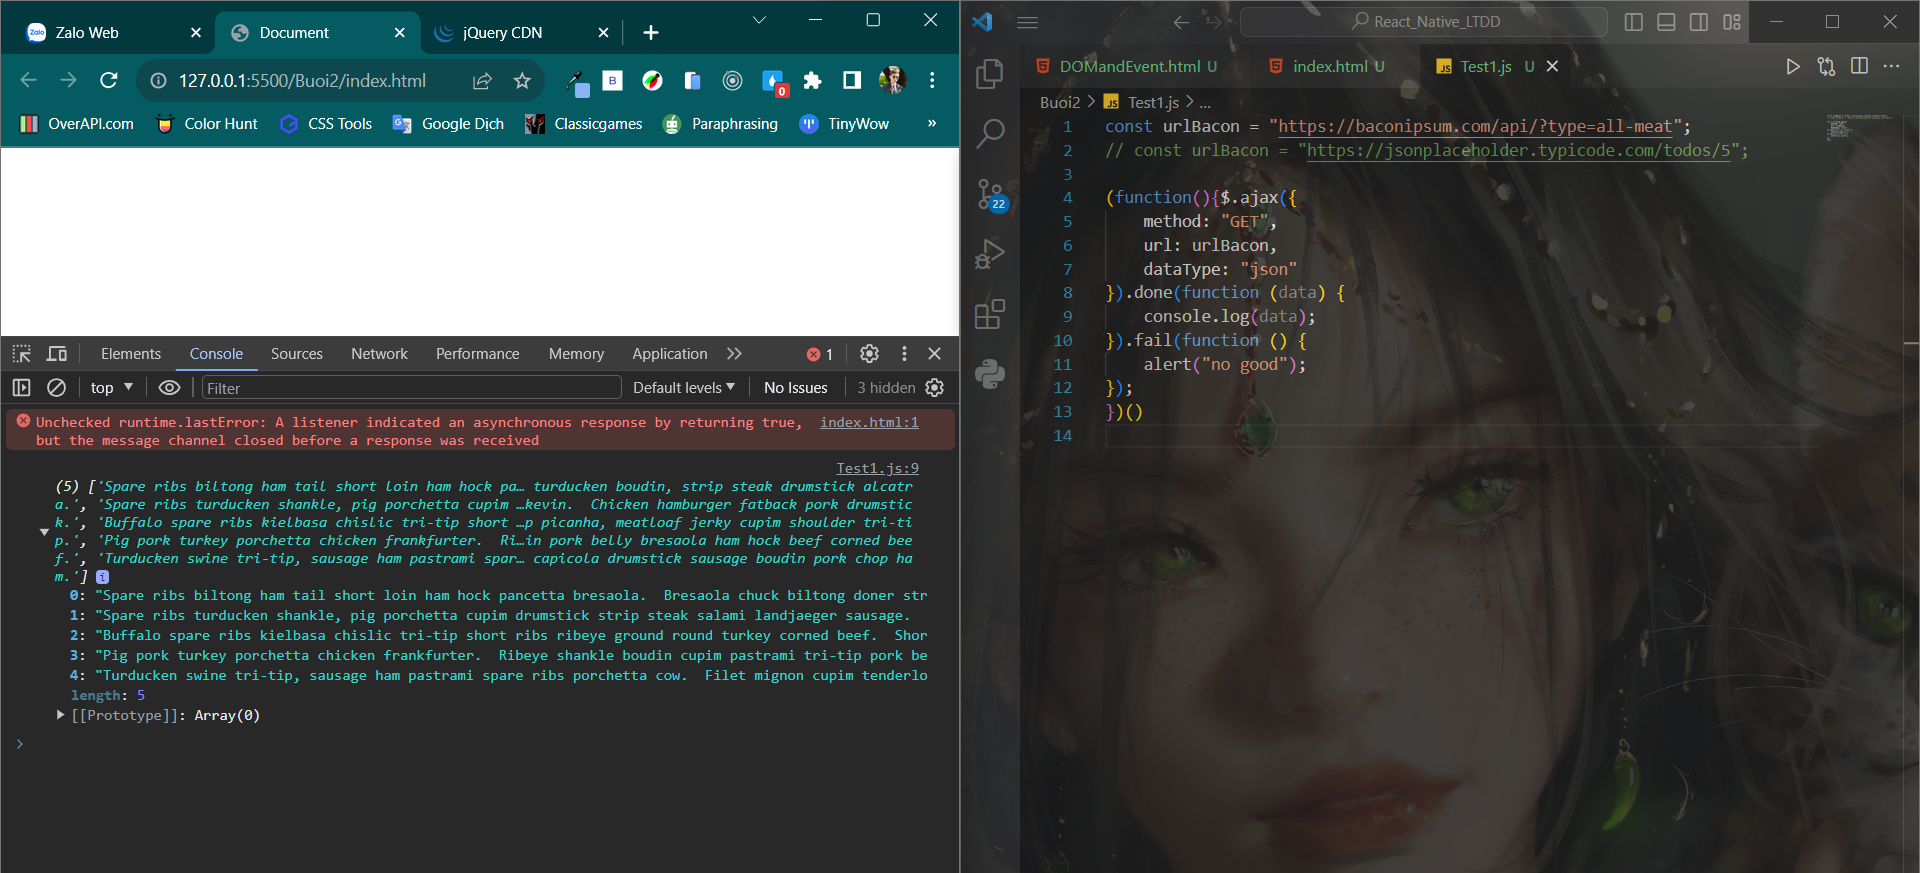 Zalo Web
Document
jQuery CDN
127.0.0.1:5500/Buoi2/index.html
B
0
OverAPI.com
Color Hunt
CSS Tools
Google Dịch
Classicgames
Paraphrasing
TinyWow
»
Elements
Console
Sources
Network
Performance
Memory
Application
1
top
Filter
Default levels
No Issues
3 hidden
Unchecked runtime.lastError: A listener indicated an asynchronous response by returning true, index.html:1
but the message channel closed before a response was received
Test1.js:9
(5) ['Spare ribs biltong ham tail short loin ham hock pa… turducken boudin, strip steak drumstick alcatr
a.', 'Spare ribs turducken shankle, pig porchetta cupim …kevin.  Chicken hamburger fatback pork drumstic
k.', 'Buffalo spare ribs kielbasa chislic tri-tip short …p picanha, meatloaf jerky cupim shoulder tri-ti
p.', 'Pig pork turkey porchetta chicken frankfurter.  Ri…in pork belly bresaola ham hock beef corned bee
f.', 'Turducken swine tri-tip, sausage ham pastrami spar… capicola drumstick sausage boudin pork chop ha
m.'] i
0: "Spare ribs biltong ham tail short loin ham hock pancetta bresaola.  Bresaola chuck biltong doner str
1: "Spare ribs turducken shankle, pig porchetta cupim drumstick strip steak salami landjaeger sausage.
2: "Buffalo spare ribs kielbasa chislic tri-tip short ribs ribeye ground round turkey corned beef.  Shor
3: "Pig pork turkey porchetta chicken frankfurter.  Ribeye shankle boudin cupim pastrami tri-tip pork be
4: "Turducken swine tri-tip, sausage ham pastrami spare ribs porchetta cow.  Filet mignon cupim tenderlo
length: 5
[[Prototype]]: Array(0)
React_Native_LTDD
DOMandEvent.html U
index.html U
Test1.js U
Buoi2 > JS Test1.js > ...
22
1 const urlBacon = "https://baconipsum.com/api/?type=all-meat";
2 // const urlBacon = "https://jsonplaceholder.typicode.com/todos/5";
3
4 (function(){$.ajax({
5 method: "GET",
6 url: urlBacon,
7 dataType: "json"
8 }).done(function (data) {
9 console.log(data);
10 }).fail(function () {
11 alert("no good");
12 });
13 })()
14